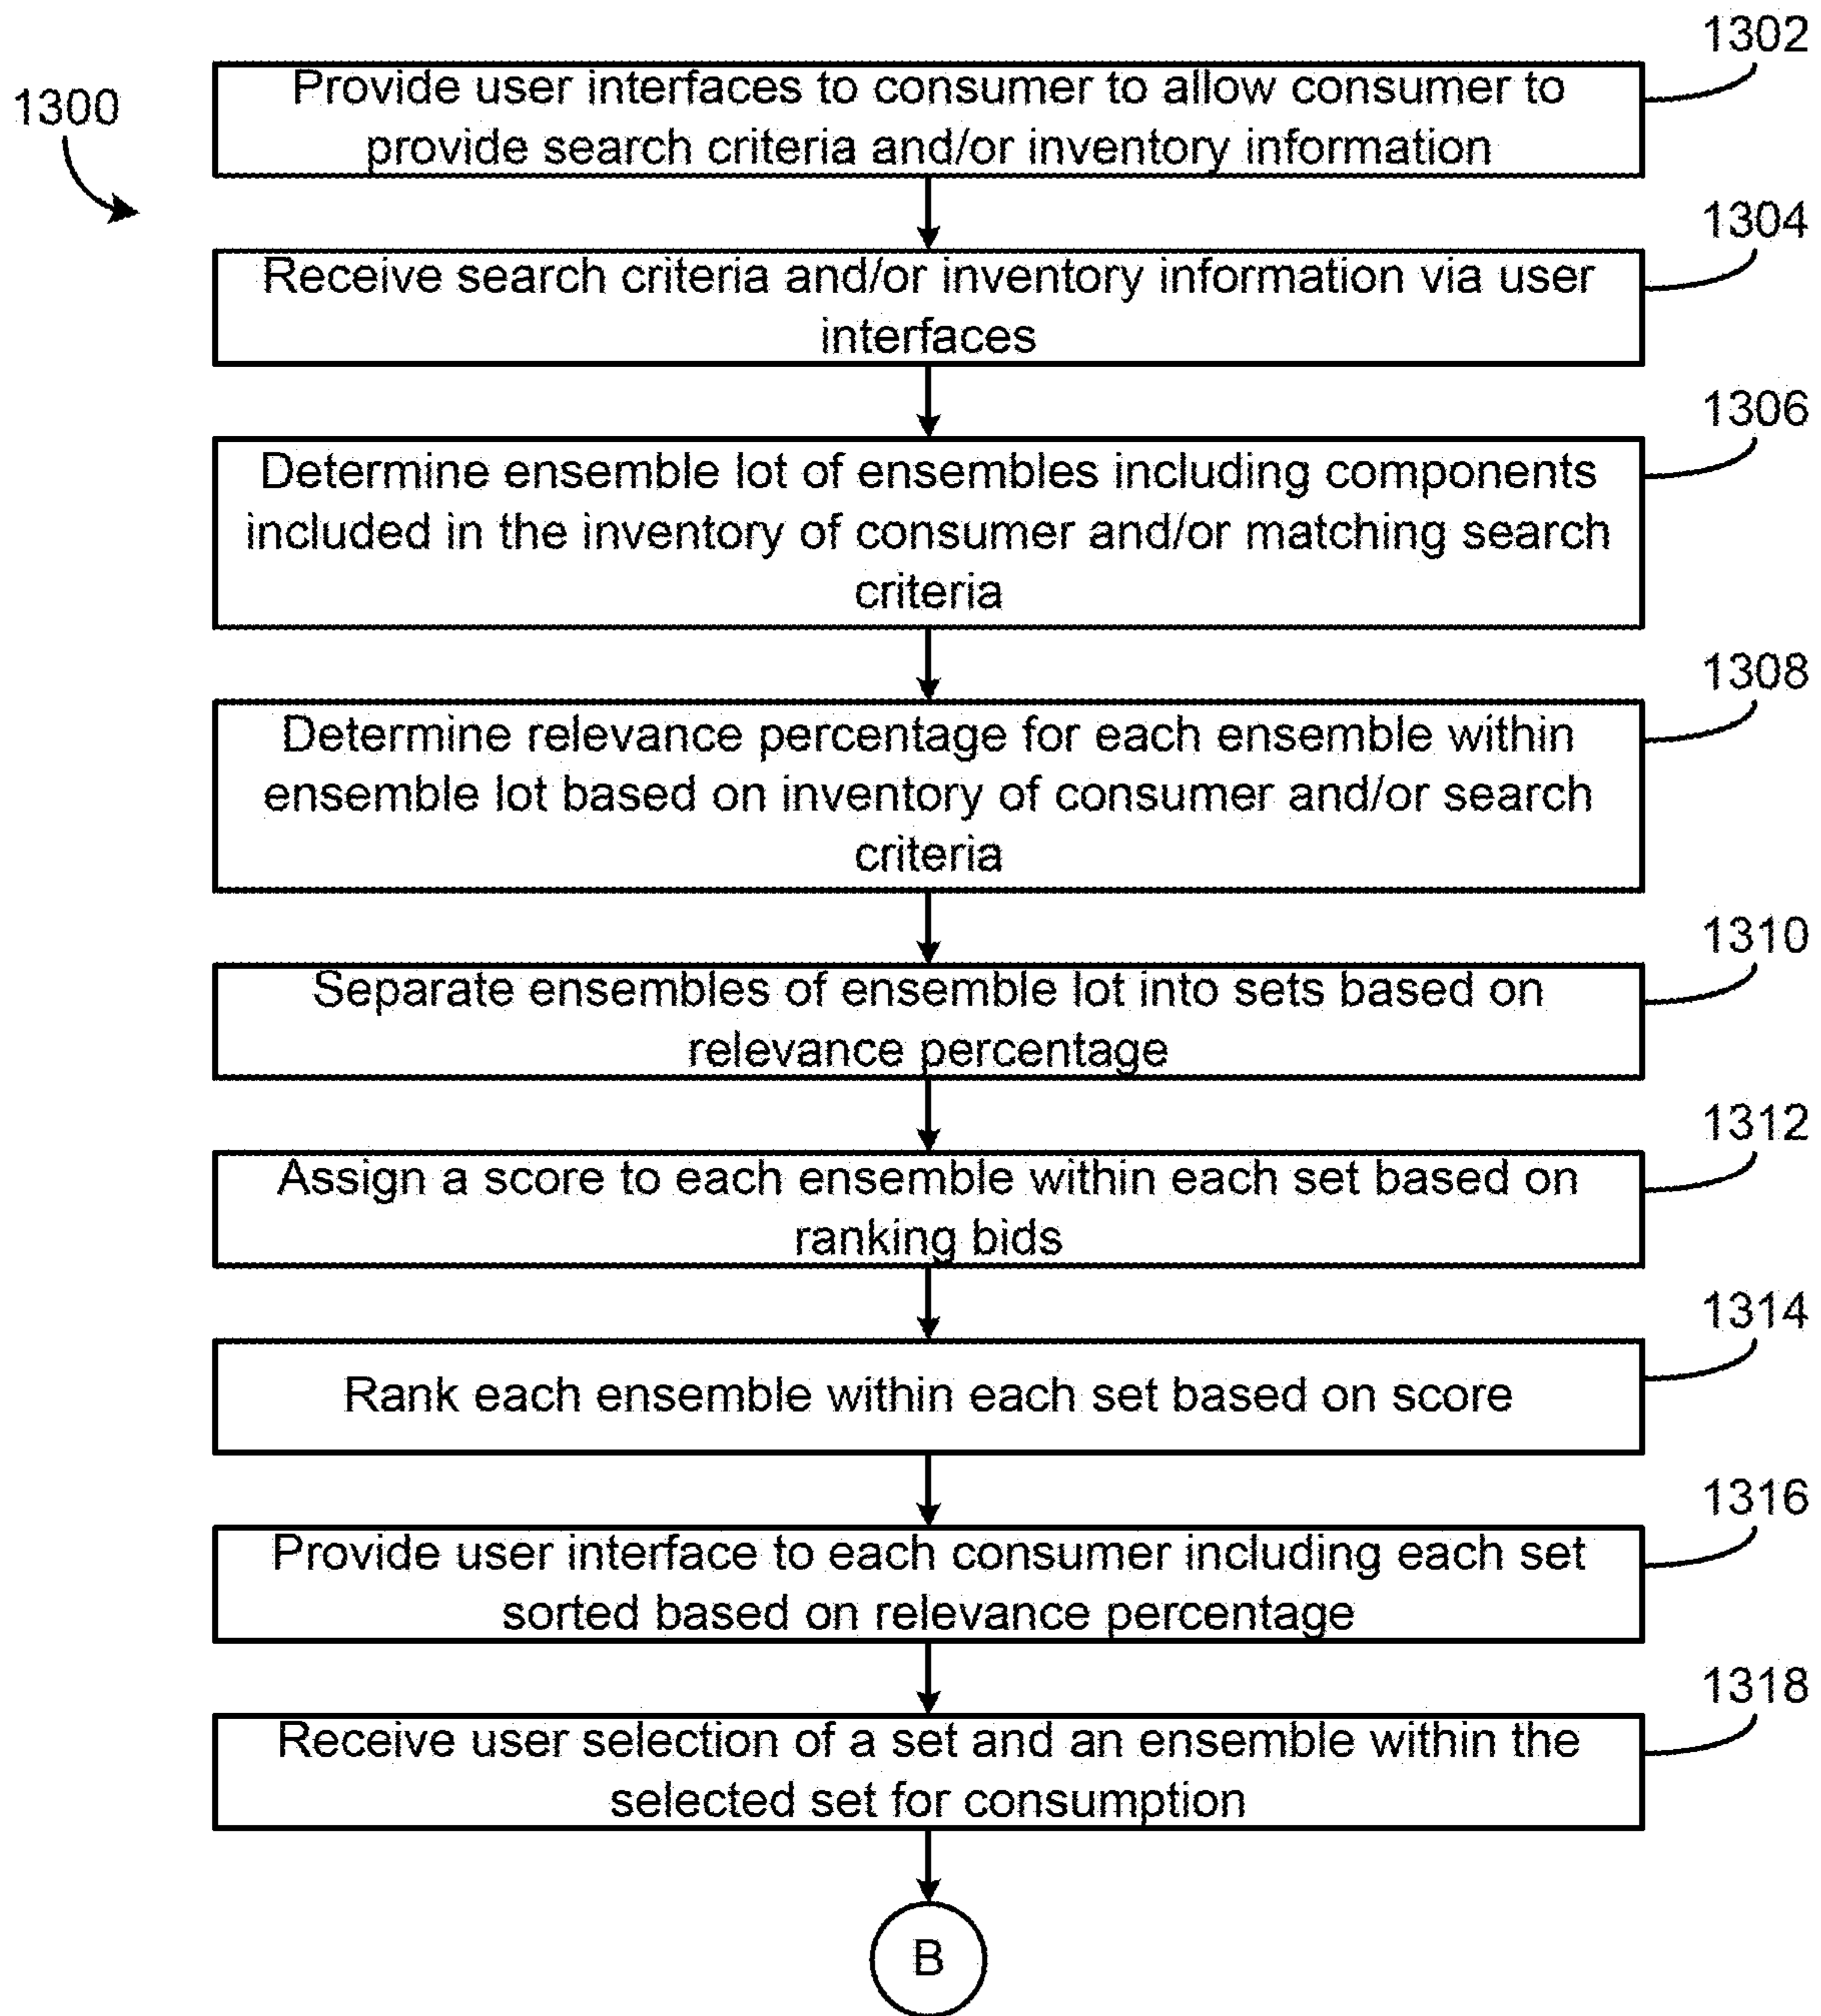 1300
1302
Provide user interfaces to consumer to allow consumer to
provide search criteria and/or inventory information
1304
Receive search criteria and/or inventory information via user
interfaces
1306
Determine ensemble lot of ensembles including components
included in the inventory of consumer and/or matching search
criteria
1308
Determine relevance percentage for each ensemble within
ensemble lot based on inventory of consumer and/or search
criteria
1310
Separate ensembles of ensemble lot into sets based on
relevance percentage
1312
Assign a score to each ensemble within each set based on
ranking bids
1314
Rank each ensemble within each set based on score
1316
Provide user interface to each consumer including each set
sorted based on relevance percentage
1318
Receive user selection of a set and an ensemble within the
selected set for consumption
B